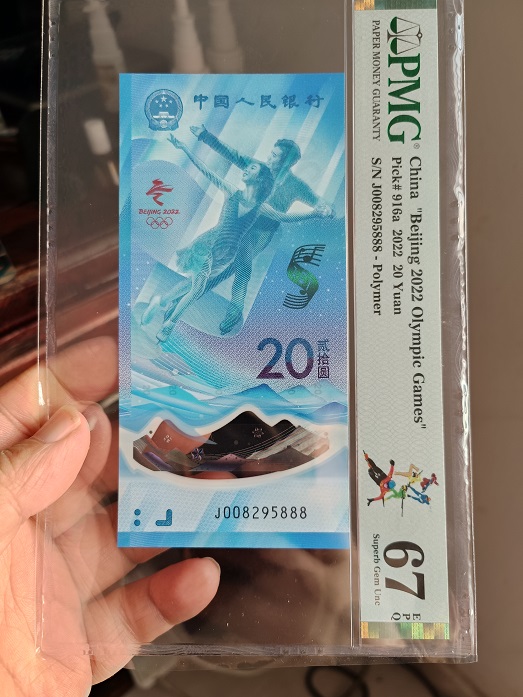 中国人民银行
BEIJING 2022
20
贰拾圆
J008295888
PMG
PAPER MONEY GUARANTY
China "Beijing 2022 Olympic Games"
Pick# 916a 2022 20 Yuan
S/N J008295888 - Polymer
67
EPQ
Superb Gem Unc